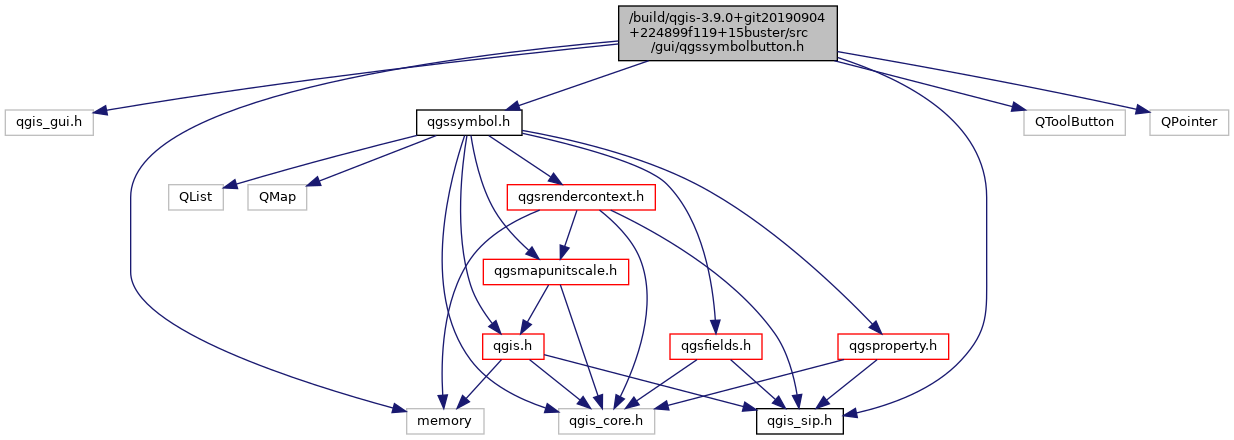 /build/qgis-3.9.0+git20190904
+224899f119+15buster/src
/gui/qgssymbolbutton.h
qgis_gui.h
qgssymbol.h
QToolButton
QPointer
QList
QMap
qgsrendercontext.h
qgsmapunitscale.h
qgis.h
qgsfields.h
qgsproperty.h
memory
qgis_core.h
qgis_sip.h